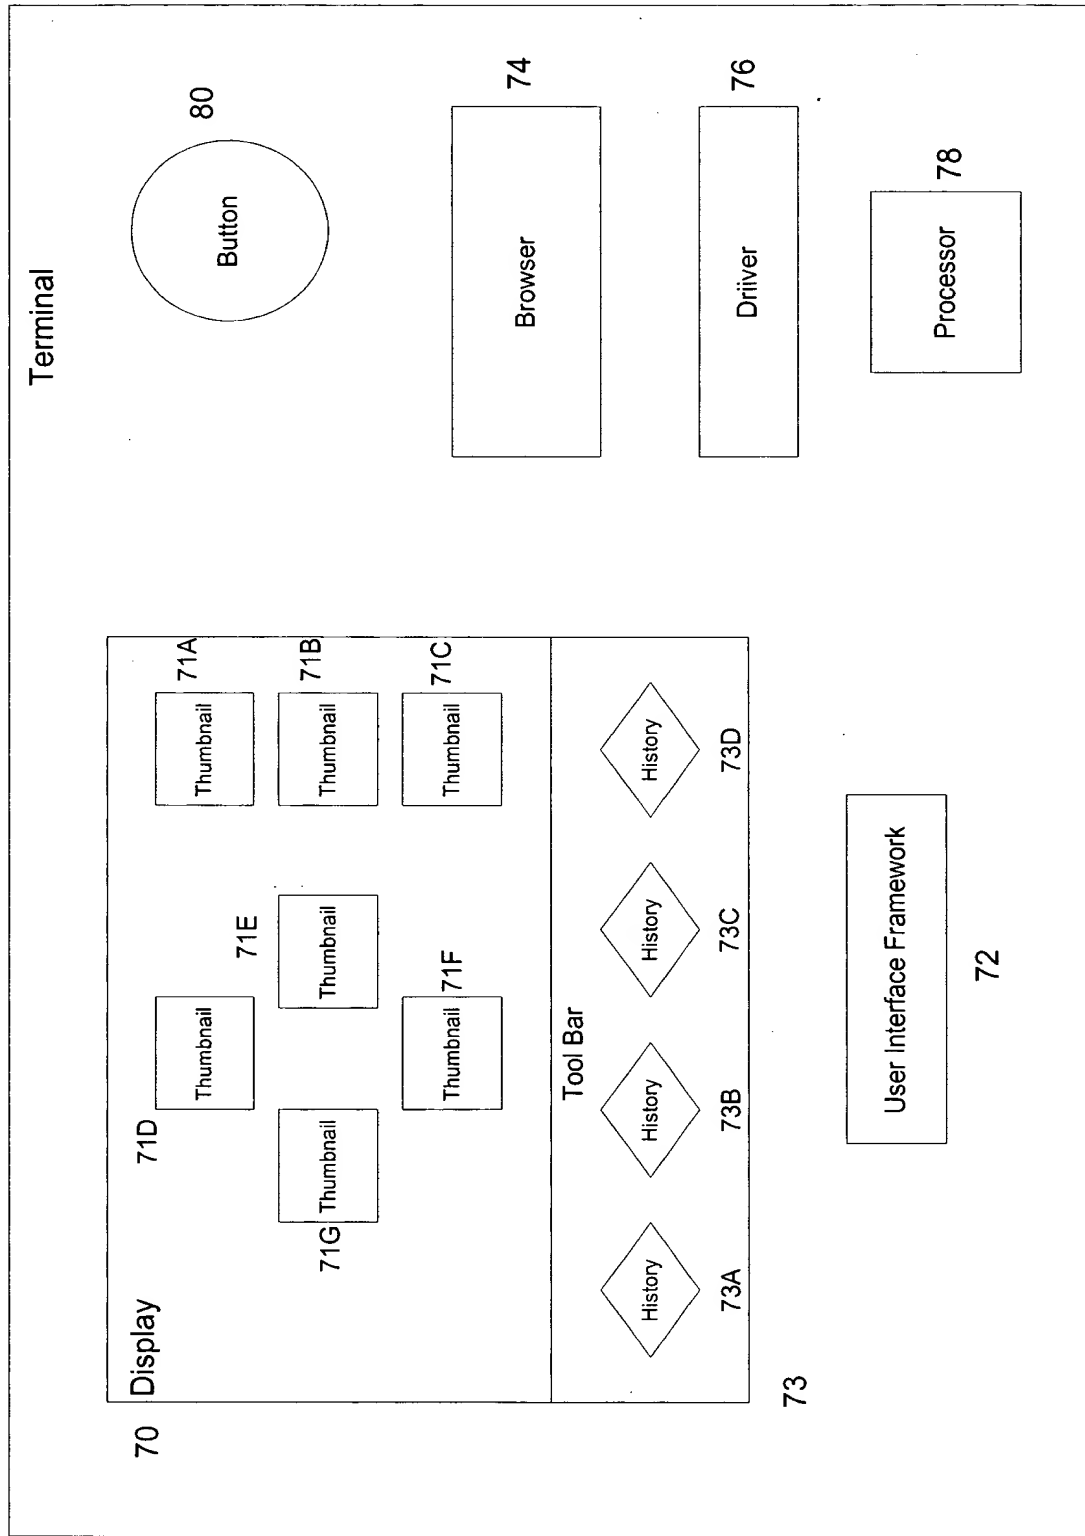 Terminal
70
Display
71D
Thumbnail
Thumbnail
71A
71G
Thumbnail
71E
Thumbnail
Thumbnail
71B
Thumbnail
71F
Thumbnail
71C
Tool Bar
History
History
History
History
73A
73B
73C
73D
73
User Interface Framework
72
Button
80
Browser
74
Driiver
76
Processor
78